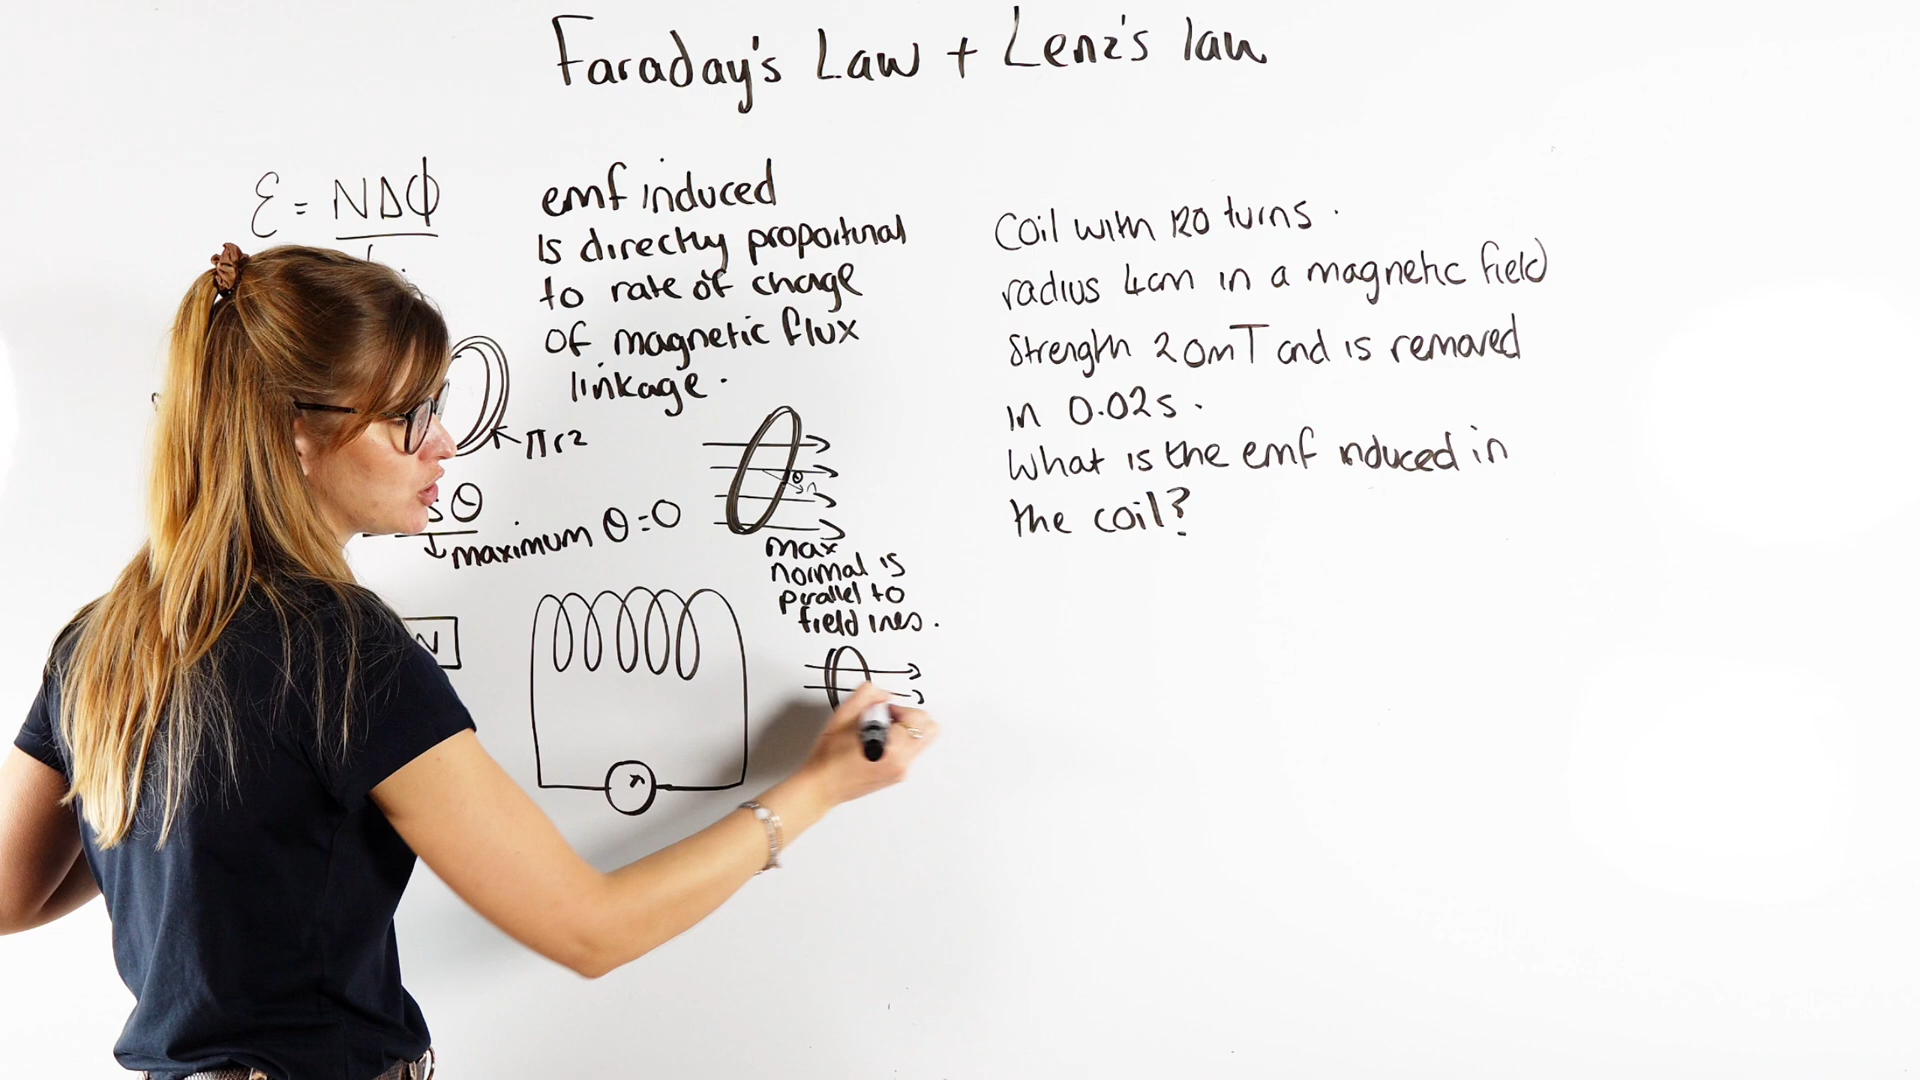 Faraday's Law + Lenz's law
Ɛ = NΔΦ
emf induced
is directly proportional
to rate of change
of magnetic flux
linkage.
πr²
θ
maximum θ=0
θ
max
normal is
parallel to
field lines.
N
Coil with 120 turns.
radius 4cm in a magnetic field
strength 20mT and is removed
in 0.02s.
What is the emf induced in
the coil?